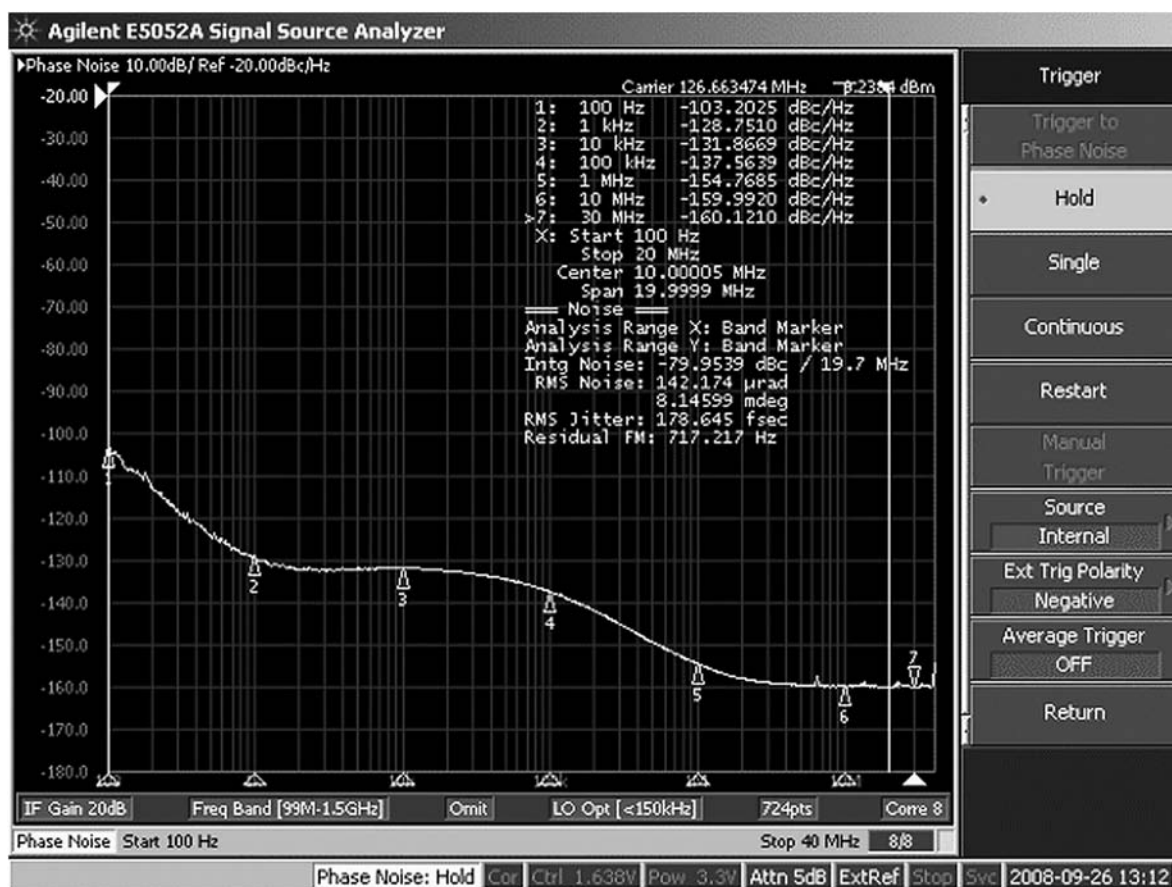 Agilent E5052A Signal Source Analyzer
Phase Noise 10.00dB/ Ref -20.00dBc/Hz
Carrier 126.663474 MHz dBm
1: 100 Hz -103.2025 dBc/Hz
2: 1 kHz -128.7510 dBc/Hz
3: 10 kHz -131.8669 dBc/Hz
4: 100 kHz -137.5639 dBc/Hz
5: 1 MHz -154.7685 dBc/Hz
6: 10 MHz -159.9920 dBc/Hz
>7: 30 MHz -160.1210 dBc/Hz
X: Start 100 Hz
Stop 20 MHz
Center 10.00005 MHz
Span 19.9999 MHz
=== Noise ===
Analysis Range X: Band Marker
Analysis Range Y: Band Marker
Intg Noise: -79.9539 dBc / 19.7 MHz
RMS Noise: 142.174 µrad
8.14599 mdeg
RMS Jitter: 178.645 fsec
Residual FM: 717.217 Hz
-20.00
-30.00
-40.00
-50.00
-60.00
-70.00
-80.00
-90.00
-100.0
-110.0
-120.0
-130.0
-140.0
-150.0
-160.0
-170.0
-180.0
1
2
3
4
5
6
7
IF Gain 20dB Freq Band [99M-1.5GHz] Omit LO Opt [<150kHz] 724pts Corre 8
Phase Noise Start 100 Hz Stop 40 MHz 8/8
Phase Noise: Hold Cor Ctrl 1.638V Pow 3.3V Attn 5dB ExtRef Stop Svc 2008-09-26 13:12
Trigger
Trigger to
Phase Noise
Hold
Single
Continuous
Restart
Manual
Trigger
Source
Internal
Ext Trig Polarity
Negative
Average Trigger
OFF
Return